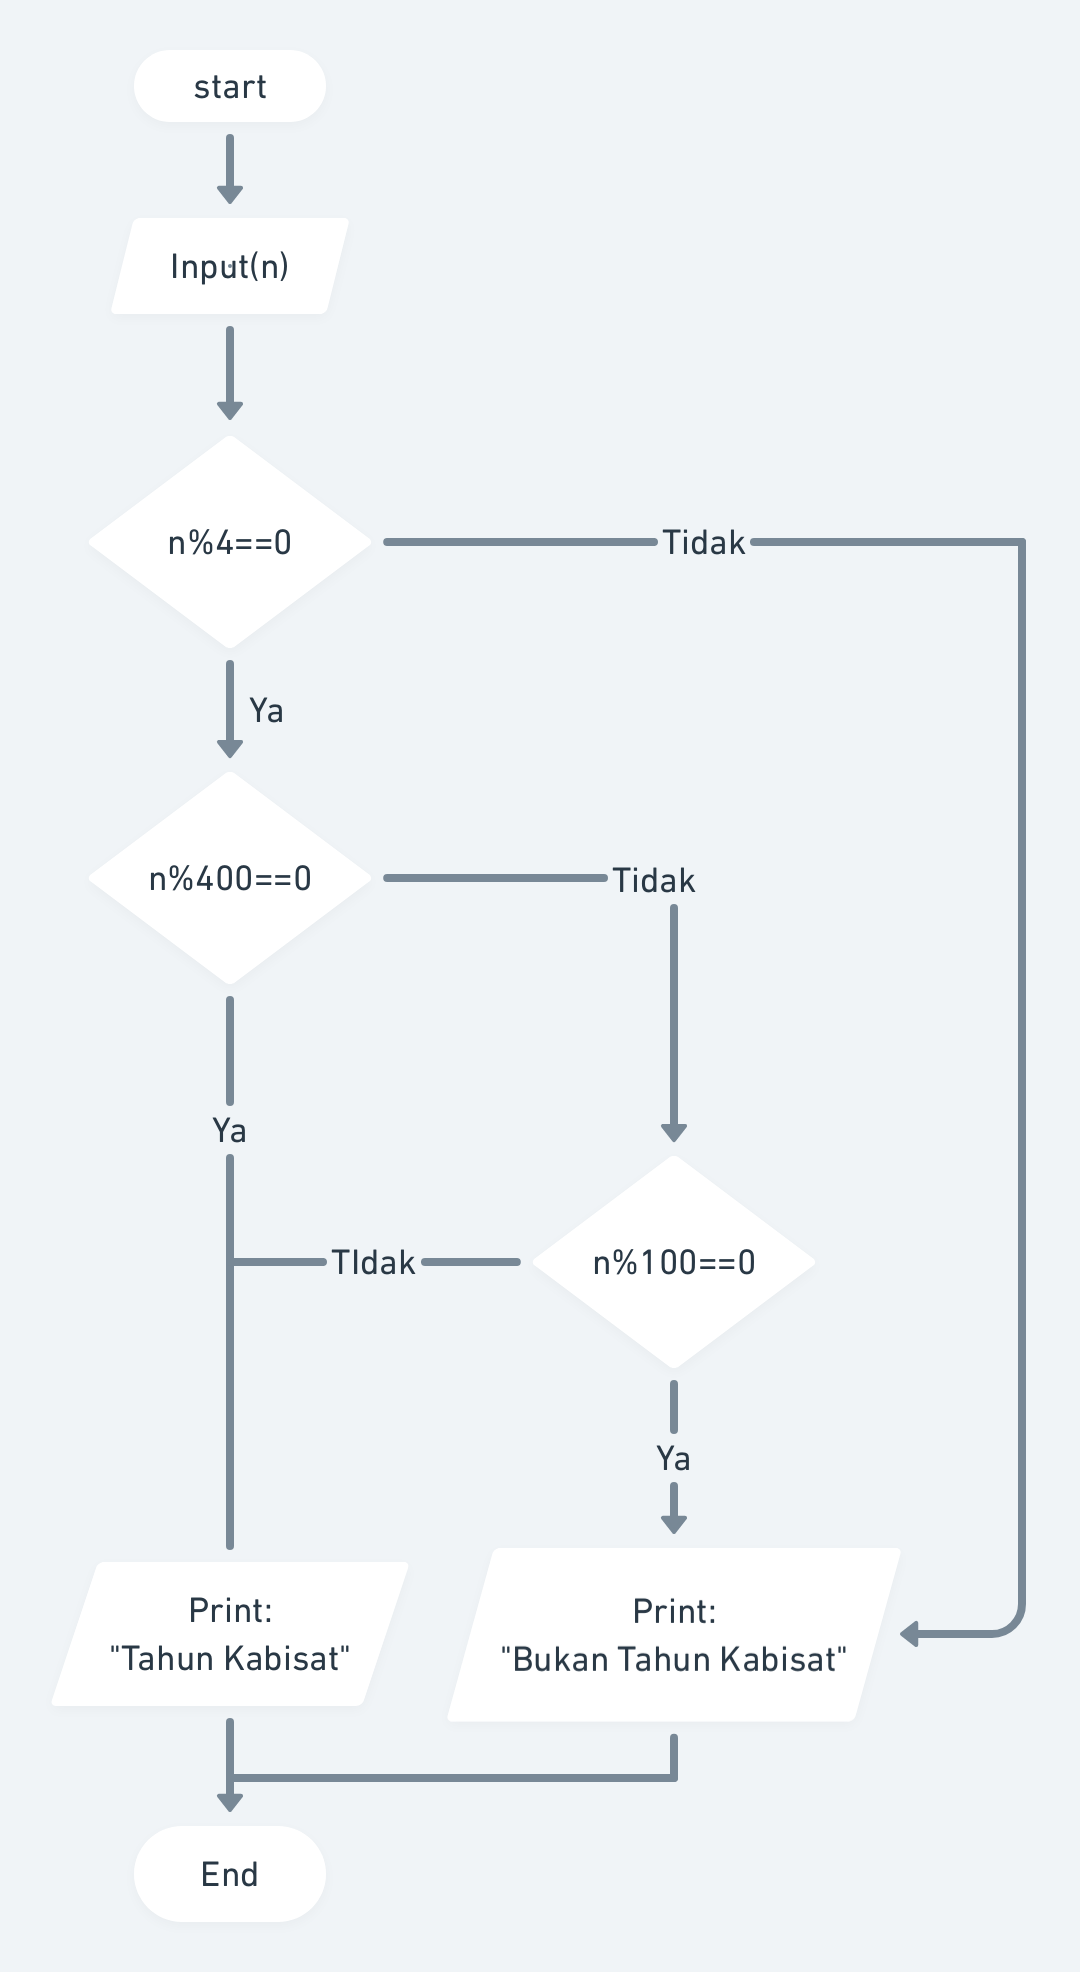 start
Input(n)
n%4==0
Tidak
Ya
n%400==0
Tidak
Ya
TIdak
n%100==0
Ya
Print:
"Tahun Kabisat"
Print:
"Bukan Tahun Kabisat"
End